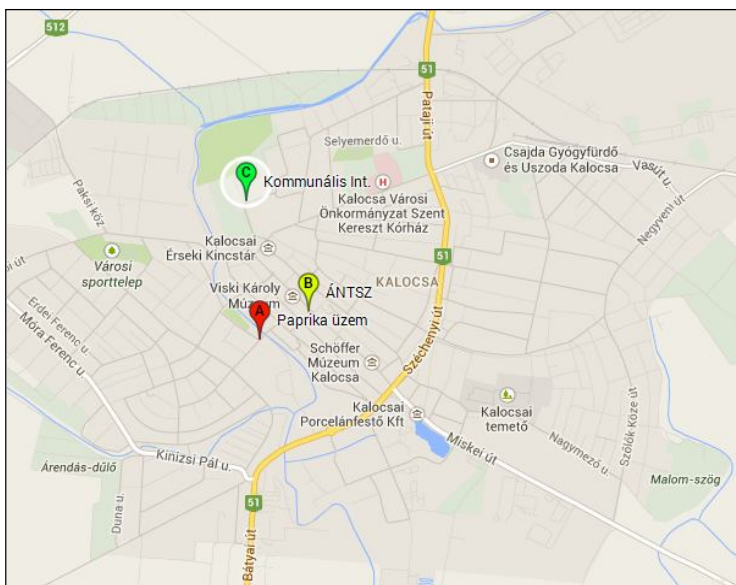 512
51
Pataji út
Selyemerdő u.
Csajda Gyógyfürdő
és Uszoda Kalocsa
Vasút u.
C
Kommunális Int.
H
Kalocsa Városi
Önkormányzat Szent
Kereszt Kórház
Negyveni út
Paksi köz
Kalocsai
Érseki Kincstár
51
Városi
sporttelep
KALOCSA
B
ÁNTSZ
Viski Károly
Múzeum
A
Paprika üzem
Erdei Ferenc u.
Móra Ferenc u.
Széchenyi út
Schöffer
Múzeum
Kalocsa
Kalocsai
Porcelánfestő Kft
Kalocsai
temető
Szőlők Köze út
Miskei út
Nagymező u.
Kinizsi Pál u.
Árendás-dűlő
Malom-szög
Duna u.
51
Bátyai út